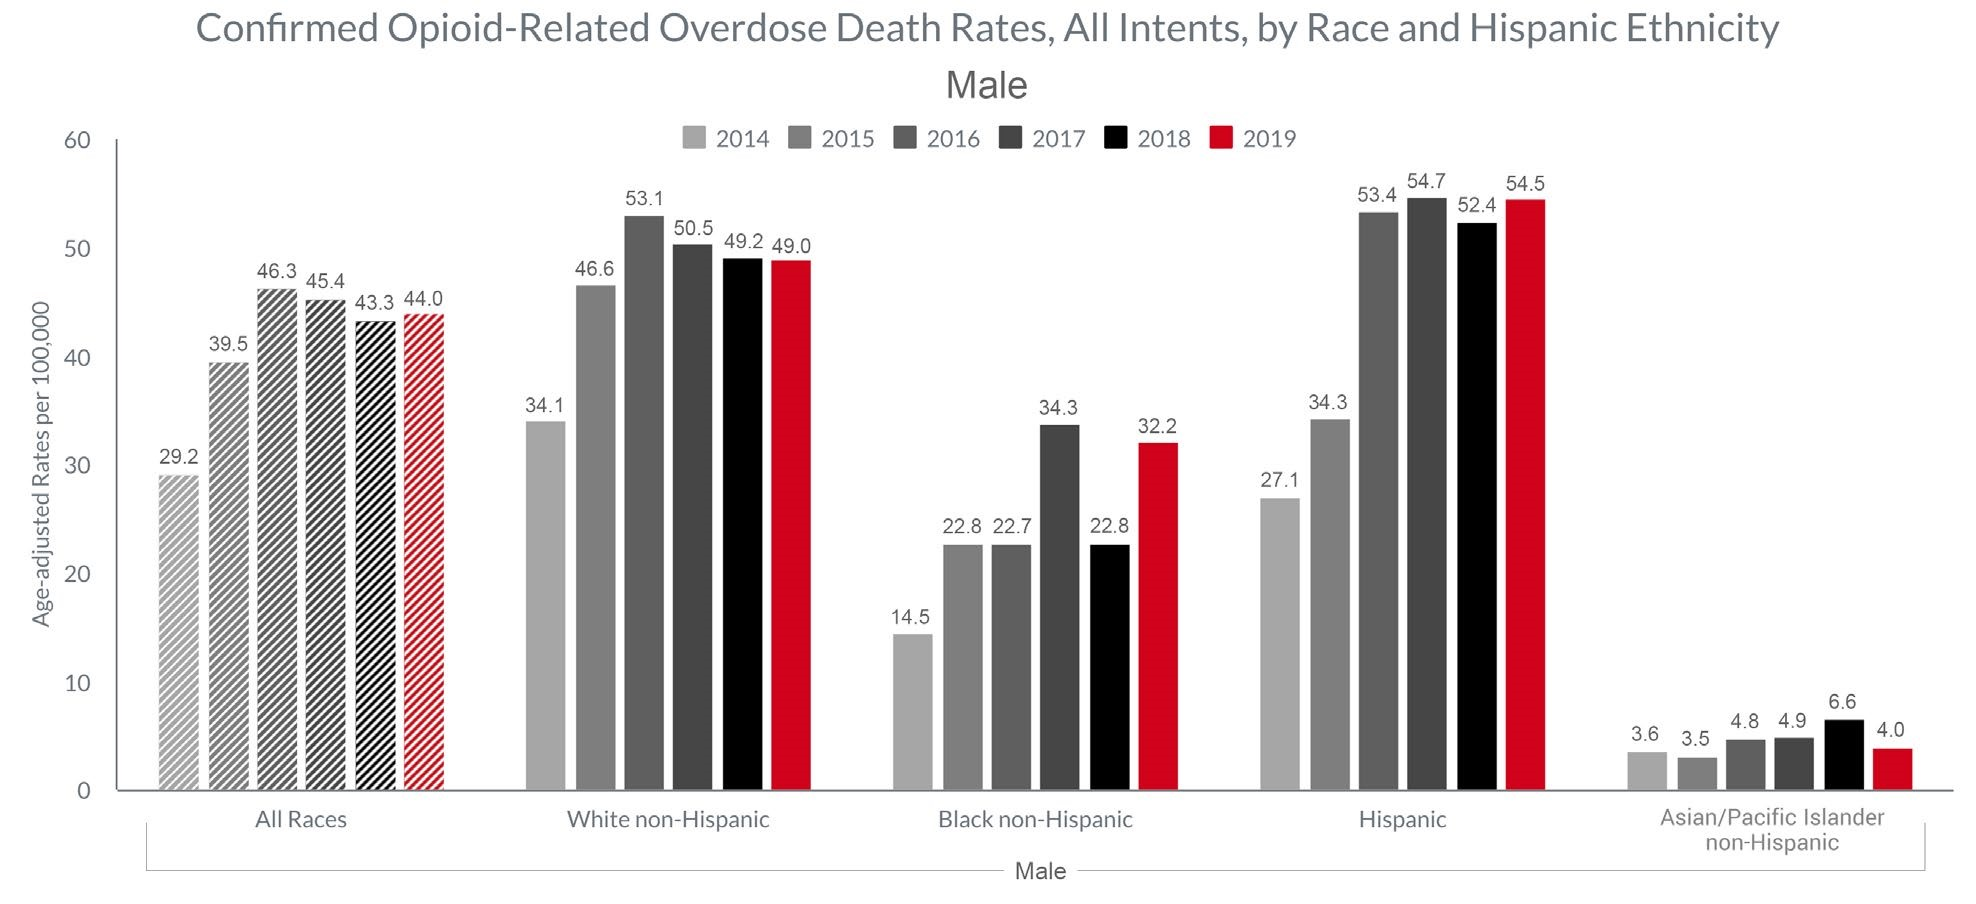 Confirmed Opioid-Related Overdose Death Rates, All Intents, by Race and Hispanic Ethnicity
Male
2014 2015 2016 2017 2018 2019
Age-adjusted Rates per 100,000
60
50
40
30
20
10
0
29.2 39.5 46.3 45.4 43.3 44.0
34.1 46.6 53.1 50.5 49.2 49.0
14.5 22.8 22.7 34.3 22.8 32.2
27.1 34.3 53.4 54.7 52.4 54.5
3.6 3.5 4.8 4.9 6.6 4.0
All Races
White non-Hispanic
Black non-Hispanic
Hispanic
Asian/Pacific Islander
non-Hispanic
Male